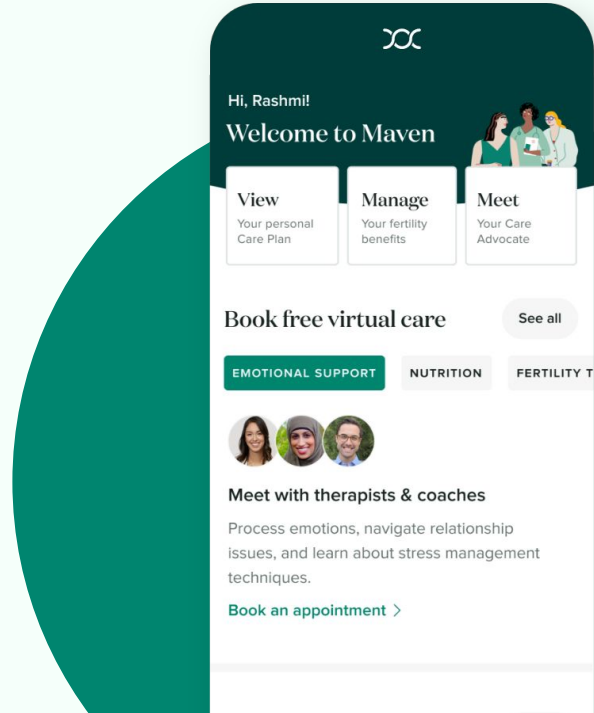 Hi, Rashmi!
Welcome to Maven
View
Your personal
Care Plan
Manage
Your fertility
benefits
Meet
Your Care
Advocate
Book free virtual care
See all
EMOTIONAL SUPPORT
NUTRITION
FERTILITY T
Meet with therapists & coaches
Process emotions, navigate relationship
issues, and learn about stress management
techniques.
Book an appointment >